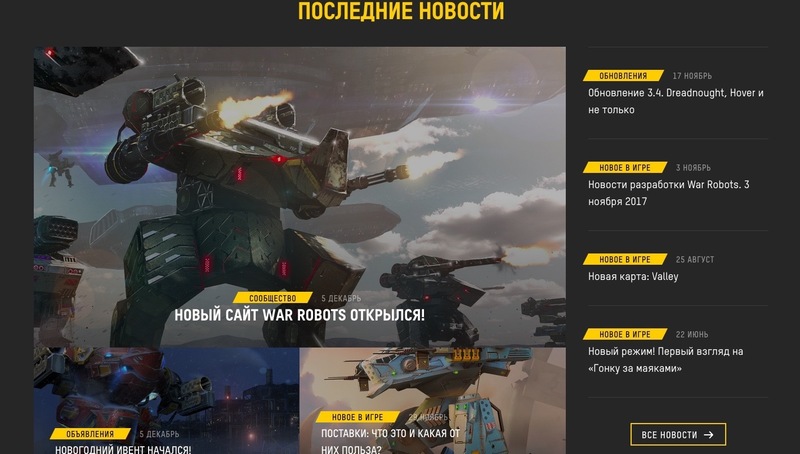 ПОСЛЕДНИЕ НОВОСТИ
СООБЩЕСТВО 5 ДЕКАБРЬ
НОВЫЙ САЙТ WAR ROBOTS ОТКРЫЛСЯ!
ОБЪЯВЛЕНИЯ 5 ДЕКАБРЬ
НОВОГОДНИЙ ИВЕНТ НАЧАЛСЯ!
НОВОЕ В ИГРЕ НОЯБРЬ
ПОСТАВКИ: ЧТО ЭТО И КАКАЯ ОТ
НИХ ПОЛЬЗА?
ОБНОВЛЕНИЯ 17 НОЯБРЬ
Обновление 3.4. Dreadnought, Hover и
не только
НОВОЕ В ИГРЕ 3 НОЯБРЬ
Новости разработки War Robots. 3
ноября 2017
НОВОЕ В ИГРЕ 25 АВГУСТ
Новая карта: Valley
НОВОЕ В ИГРЕ 22 ИЮНЬ
Новый режим! Первый взгляд на
«Гонку за маяками»
ВСЕ НОВОСТИ →